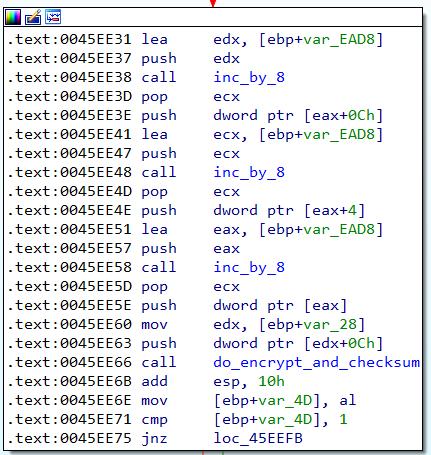 .text:0045EE31 lea edx, [ebp+var_EAD8]
.text:0045EE37 push edx
.text:0045EE38 call inc_by_8
.text:0045EE3D pop ecx
.text:0045EE3E push dword ptr [eax+0Ch]
.text:0045EE41 lea ecx, [ebp+var_EAD8]
.text:0045EE47 push ecx
.text:0045EE48 call inc_by_8
.text:0045EE4D pop ecx
.text:0045EE4E push dword ptr [eax+4]
.text:0045EE51 lea eax, [ebp+var_EAD8]
.text:0045EE57 push eax
.text:0045EE58 call inc_by_8
.text:0045EE5D pop ecx
.text:0045EE5E push dword ptr [eax]
.text:0045EE60 mov edx, [ebp+var_28]
.text:0045EE63 push dword ptr [edx+0Ch]
.text:0045EE66 call do_encrypt_and_checksum
.text:0045EE6B add esp, 10h
.text:0045EE6E mov [ebp+var_4D], al
.text:0045EE71 cmp [ebp+var_4D], 1
.text:0045EE75 jnz loc_45EEFB